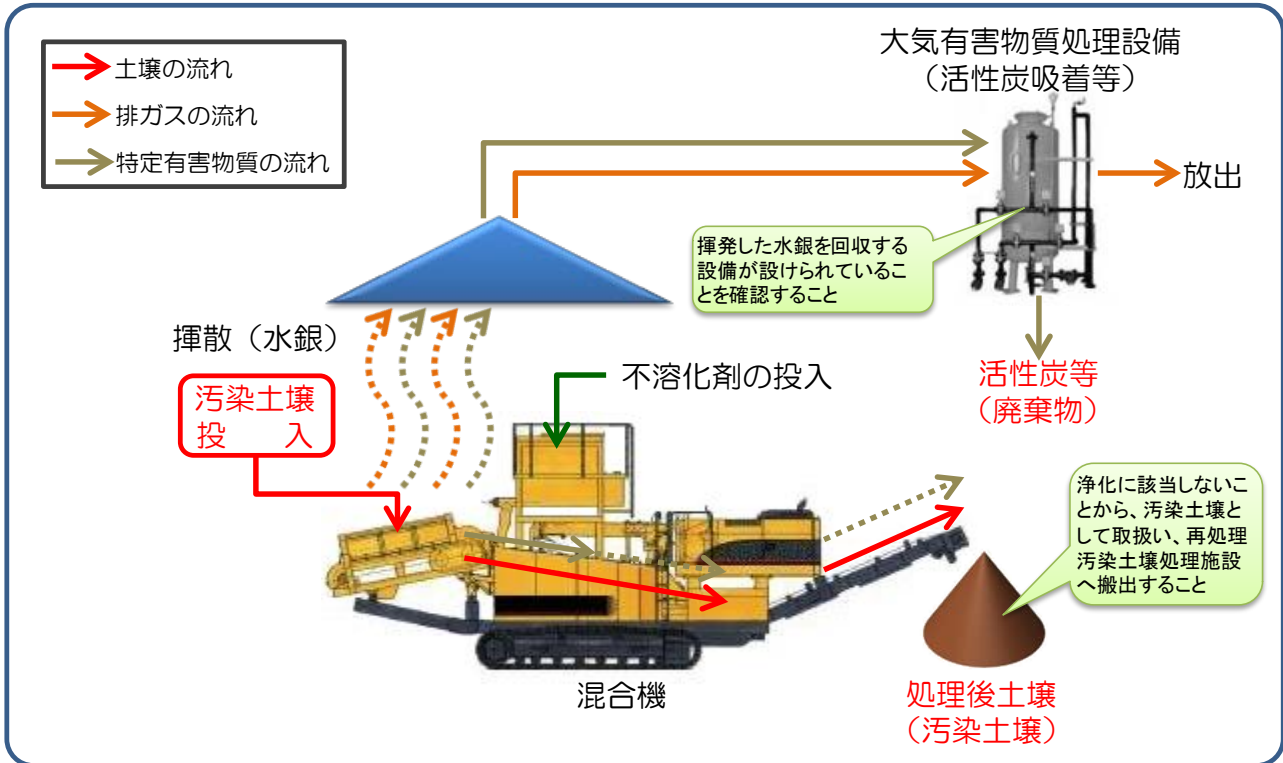 土壌の流れ
排ガスの流れ
特定有害物質の流れ
大気有害物質処理設備
（活性炭吸着等）
放出
揮発した水銀を回収する
設備が設けられているこ
とを確認すること
揮散（水銀）
汚染土壌
投　　入
不溶化剤の投入
活性炭等
（廃棄物）
浄化に該当しないこ
とから、汚染土壌と
して取扱い、再処理
汚染土壌処理施設
へ搬出すること
混合機
処理後土壌
（汚染土壌）